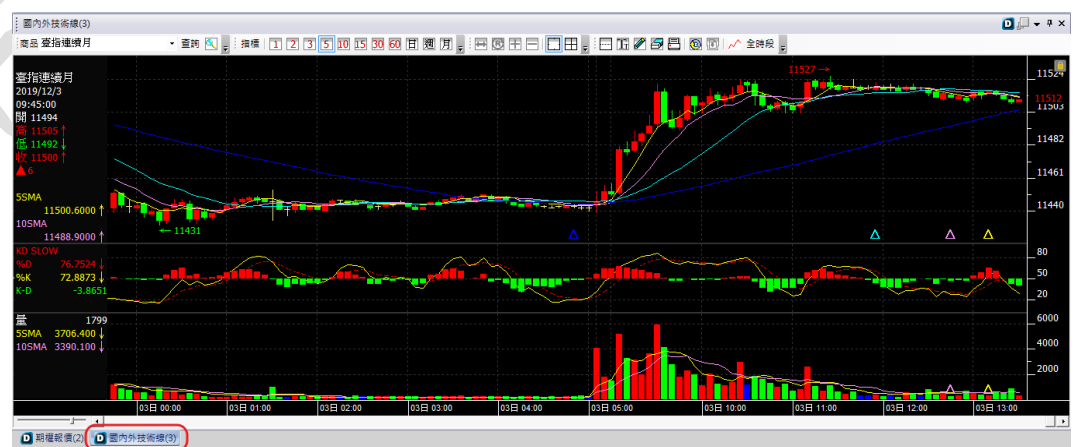 國內外技術線(3)
商品 臺指連續月 查詢 指標 1 2 3 5 10 15 30 60 日 週 月 全時段
臺指連續月
2019/12/3
09:45:00
開 11494
高 11505↑
低 11492↓
收 11500↑
▲6
5SMA
11500.6000↑
10SMA
11488.9000↑
11527→
←11431
11524
11512
11503
11482
11461
11440
KD SLOW
%D 76.7524↓
%K 72.8873↓
K-D -3.8651
80
50
20
量 1799
5SMA 3706.400↓
10SMA 3390.100↓
6000
4000
2000
03日 00:00 03日 01:00 03日 02:00 03日 03:00 03日 04:00 03日 05:00 03日 10:00 03日 11:00 03日 12:00 03日 13:00
期權報價(2) 國內外技術線(3)